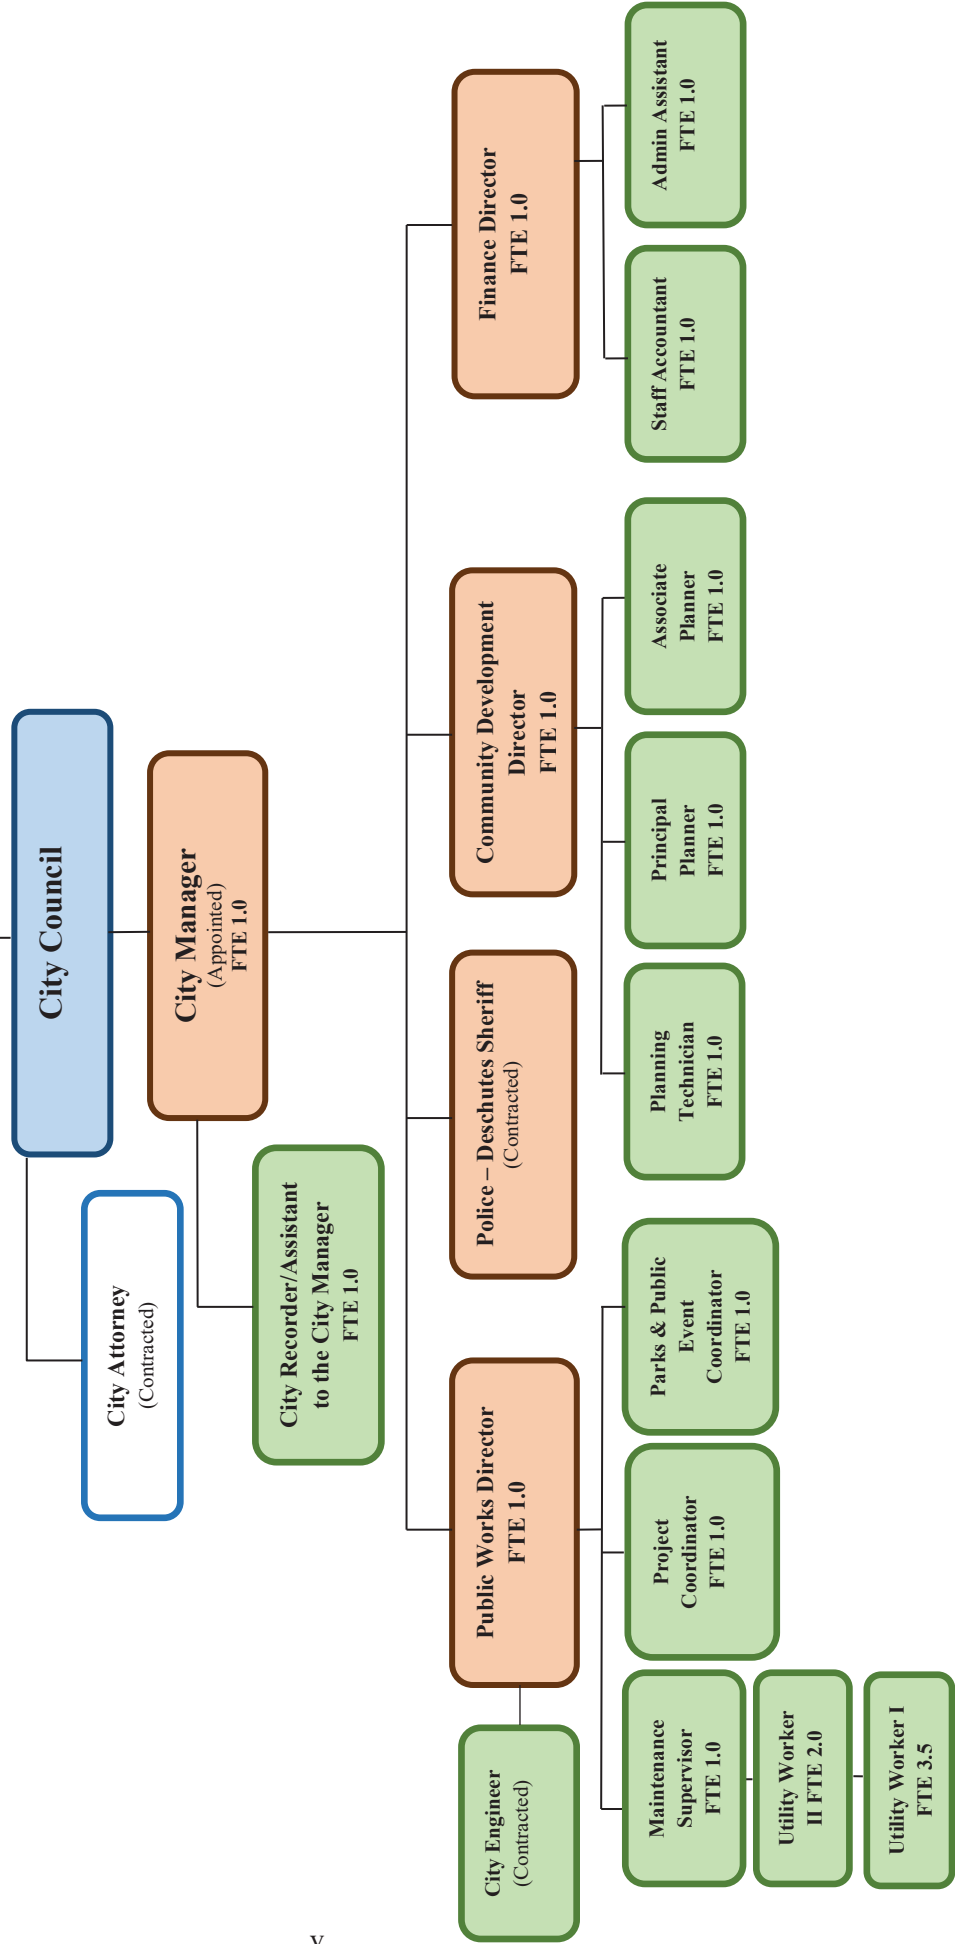 City Council
City Attorney
(Contracted)
City Manager
(Appointed)
FTE 1.0
City Recorder/Assistant
to the City Manager
FTE 1.0
City Engineer
(Contracted)
Public Works Director
FTE 1.0
Police – Deschutes Sheriff
(Contracted)
Community Development
Director
FTE 1.0
Finance Director
FTE 1.0
Maintenance
Supervisor
FTE 1.0
Project
Coordinator
FTE 1.0
Parks & Public
Event
Coordinator
FTE 1.0
Planning
Technician
FTE 1.0
Principal
Planner
FTE 1.0
Associate
Planner
FTE 1.0
Staff Accountant
FTE 1.0
Admin Assistant
FTE 1.0
Utility Worker
II FTE 2.0
Utility Worker I
FTE 3.5
v